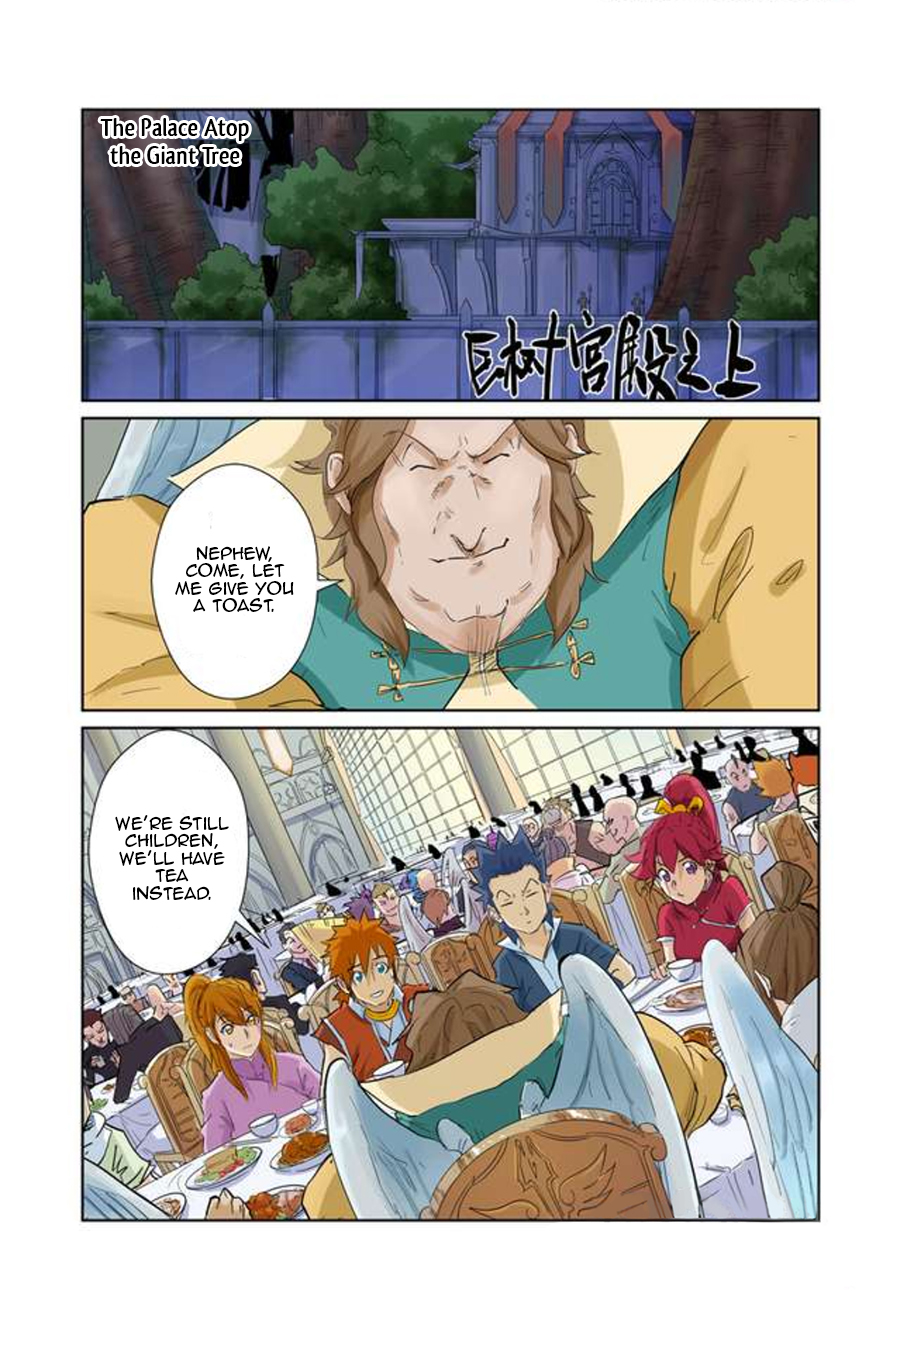 The Palace Atop
the Giant Tree
巨树宫殿之上
NEPHEW,
COME, LET
ME GIVE YOU
A TOAST.
WE'RE STILL
CHILDREN,
WE'LL HAVE
TEA
INSTEAD.